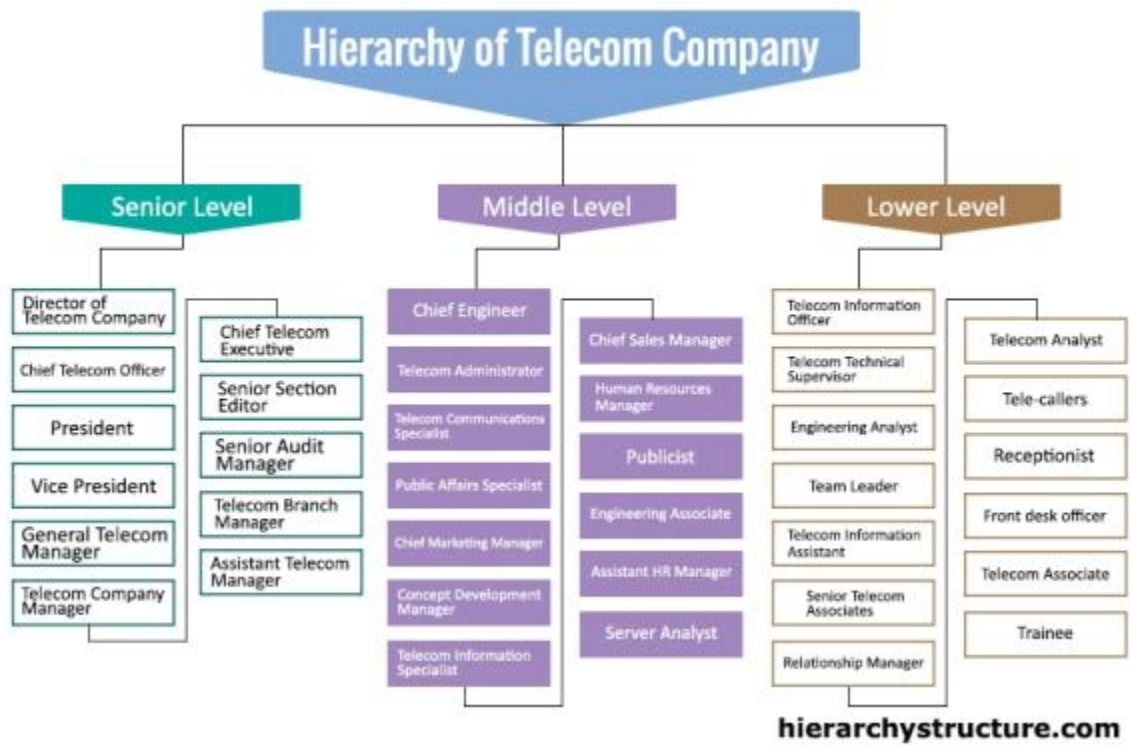 Hierarchy of Telecom Company
Senior Level
Director of
Telecom Company
Chief Telecom Officer
President
Vice President
General Telecom
Manager
Telecom Company
Manager
Chief Telecom
Executive
Senior Section
Editor
Senior Audit
Manager
Telecom Branch
Manager
Assistant Telecom
Manager
Middle Level
Chief Engineer
Telecom Administrator
Telecom Communications
Specialist
Public Affairs Specialist
Chief Marketing Manager
Concept Development
Manager
Telecom Information
Specialist
Chief Sales Manager
Human Resources
Manager
Publicist
Engineering Associate
Assistant HR Manager
Server Analyst
Lower Level
Telecom Information
Officer
Telecom Technical
Supervisor
Engineering Analyst
Team Leader
Telecom Information
Assistant
Senior Telecom
Associates
Relationship Manager
Telecom Analyst
Tele-callers
Receptionist
Front desk officer
Telecom Associate
Trainee
hierarchystructure.com